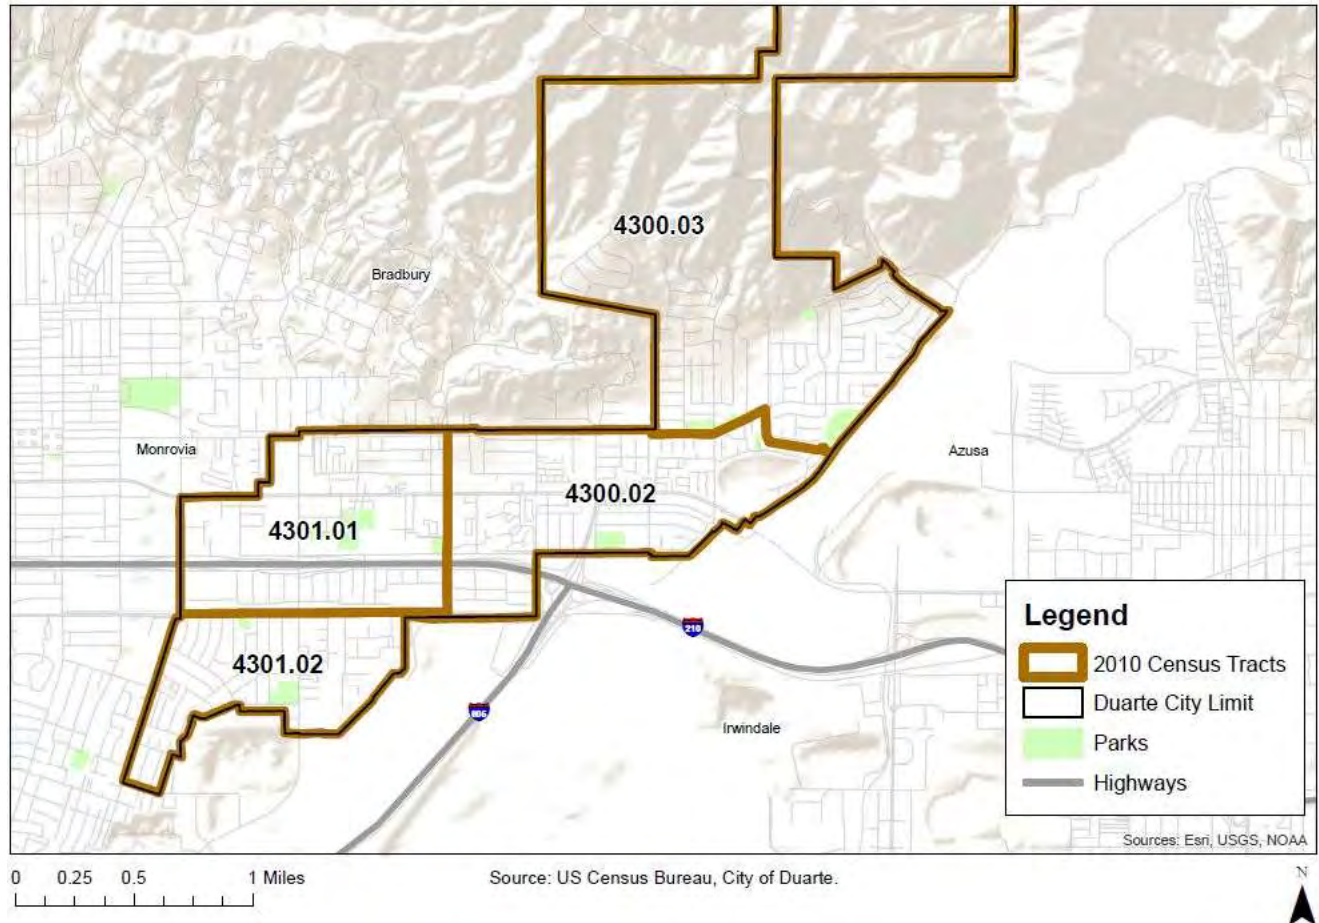 4300.03
Bradbury
Monrovia
Azusa
4300.02
4301.01
Legend
210
2010 Census Tracts
4301.02
Duarte City Limit
605
Irwindale
Parks
Highways
Sources: Esri, USGS, NOAA
0 0.25 0.5 1 Miles
Source: US Census Bureau, City of Duarte.
N